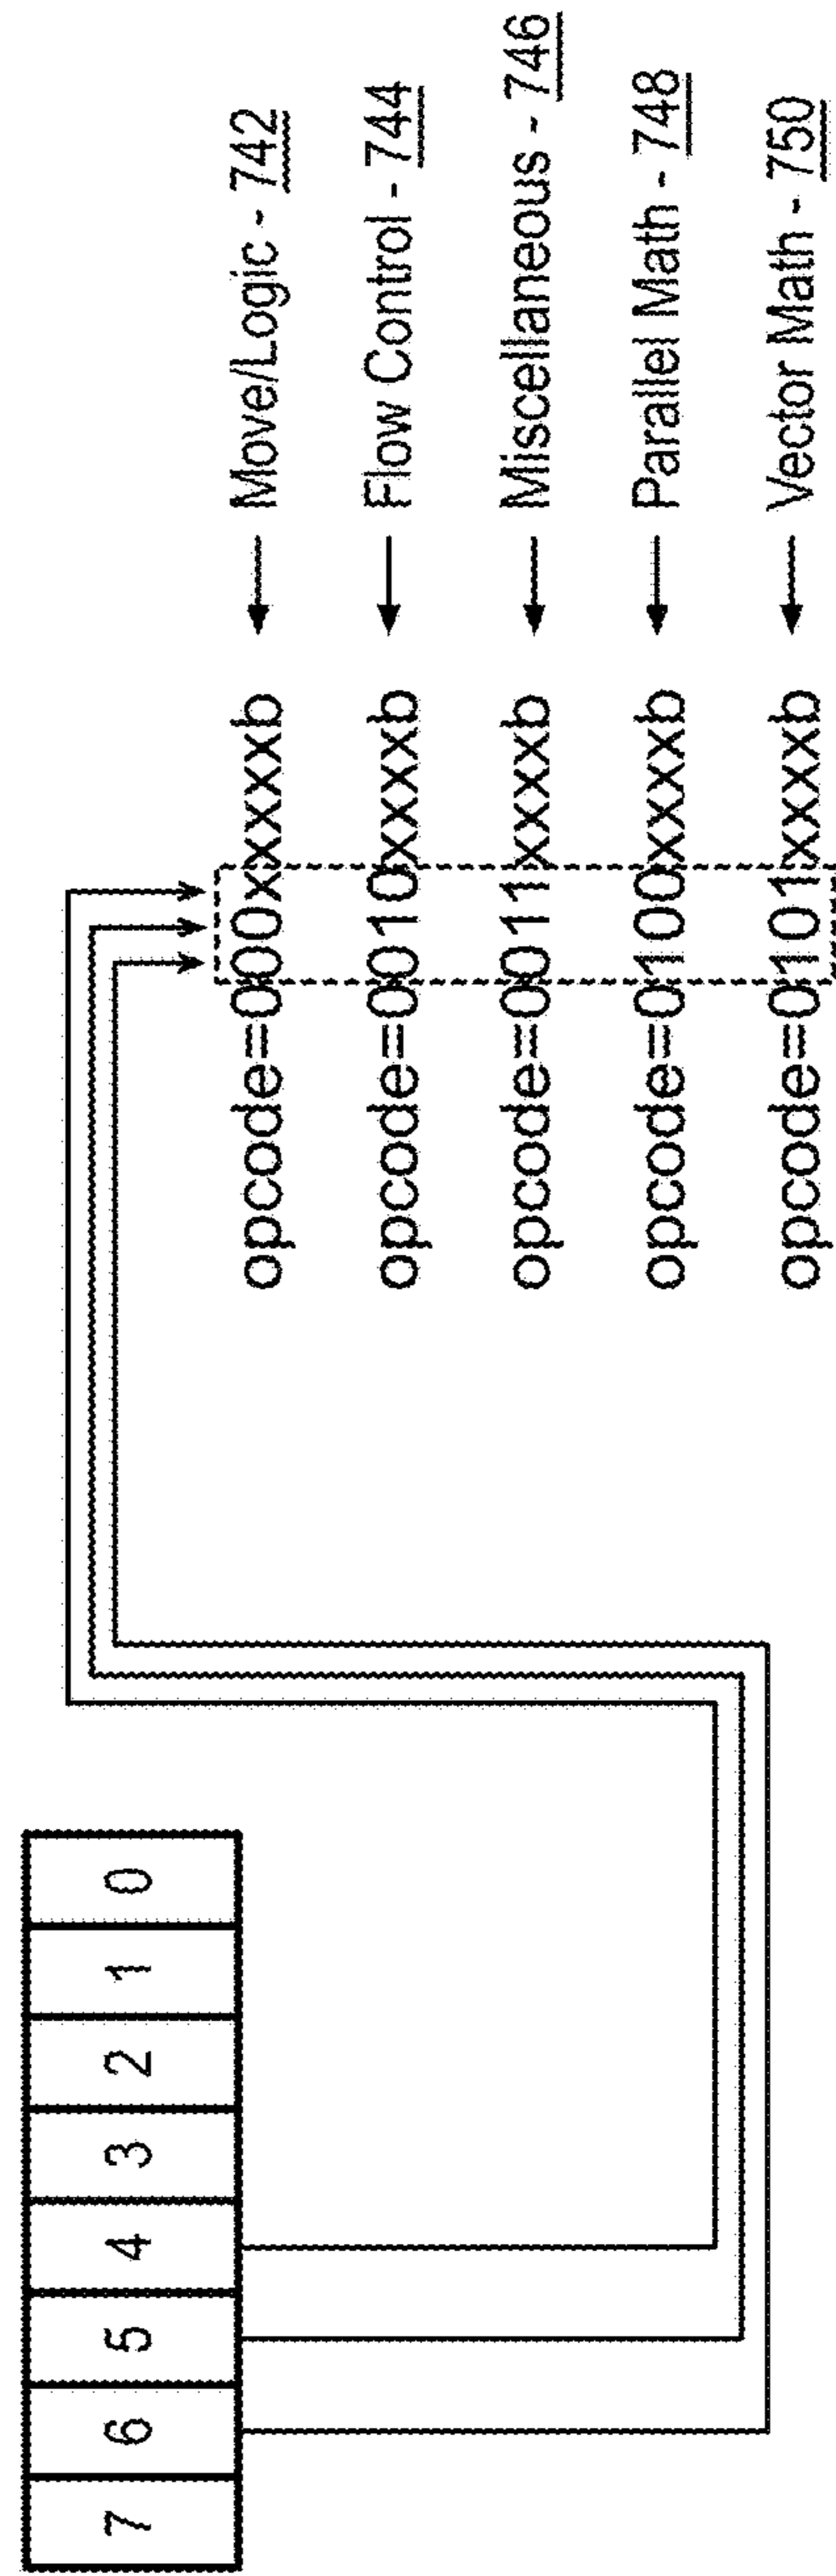 7 6 5 4 3 2 1 0
opcode=000xxxxxb ← Move/Logic - 742
opcode=0010xxxxb ← Flow Control - 744
opcode=0011xxxxb ← Miscellaneous - 746
opcode=0100xxxxb ← Parallel Math - 748
opcode=0101xxxxb ← Vector Math - 750